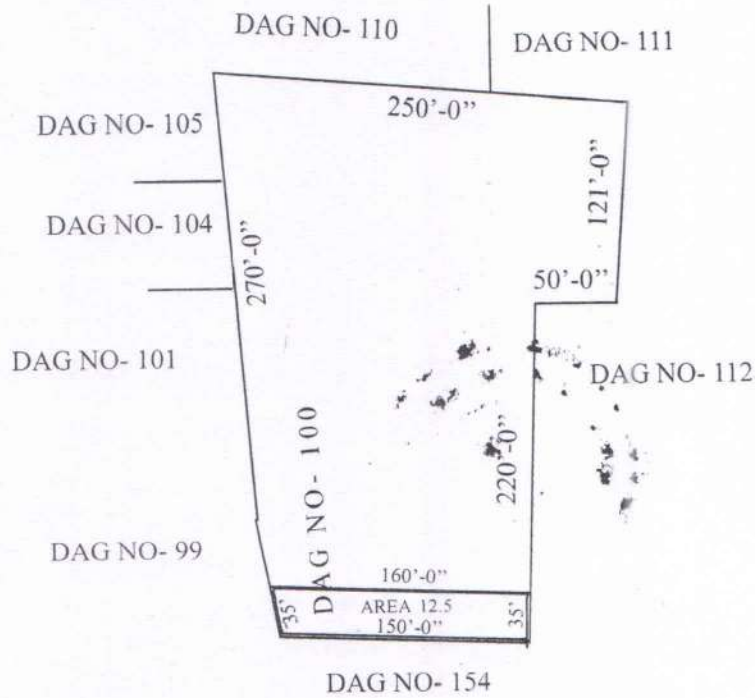 DAG NO- 110
DAG NO- 111
250'-0"
DAG NO- 105
121'-0"
DAG NO- 104
270'-0"
50'-0"
DAG NO- 101
DAG NO- 112
DAG NO- 100
220'-0"
DAG NO- 99
160'-0"
35'
AREA 12.5
35'
150'-0"
DAG NO- 154